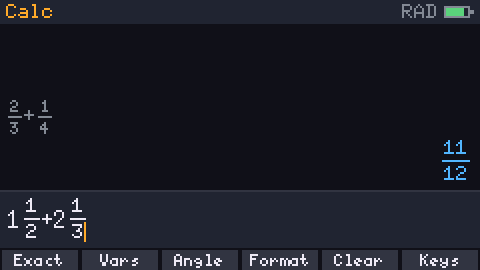 Calc RAD
2/3+1/4
11/12
1 1/2+2 1/3
Exact Vars Angle Format Clear Keys